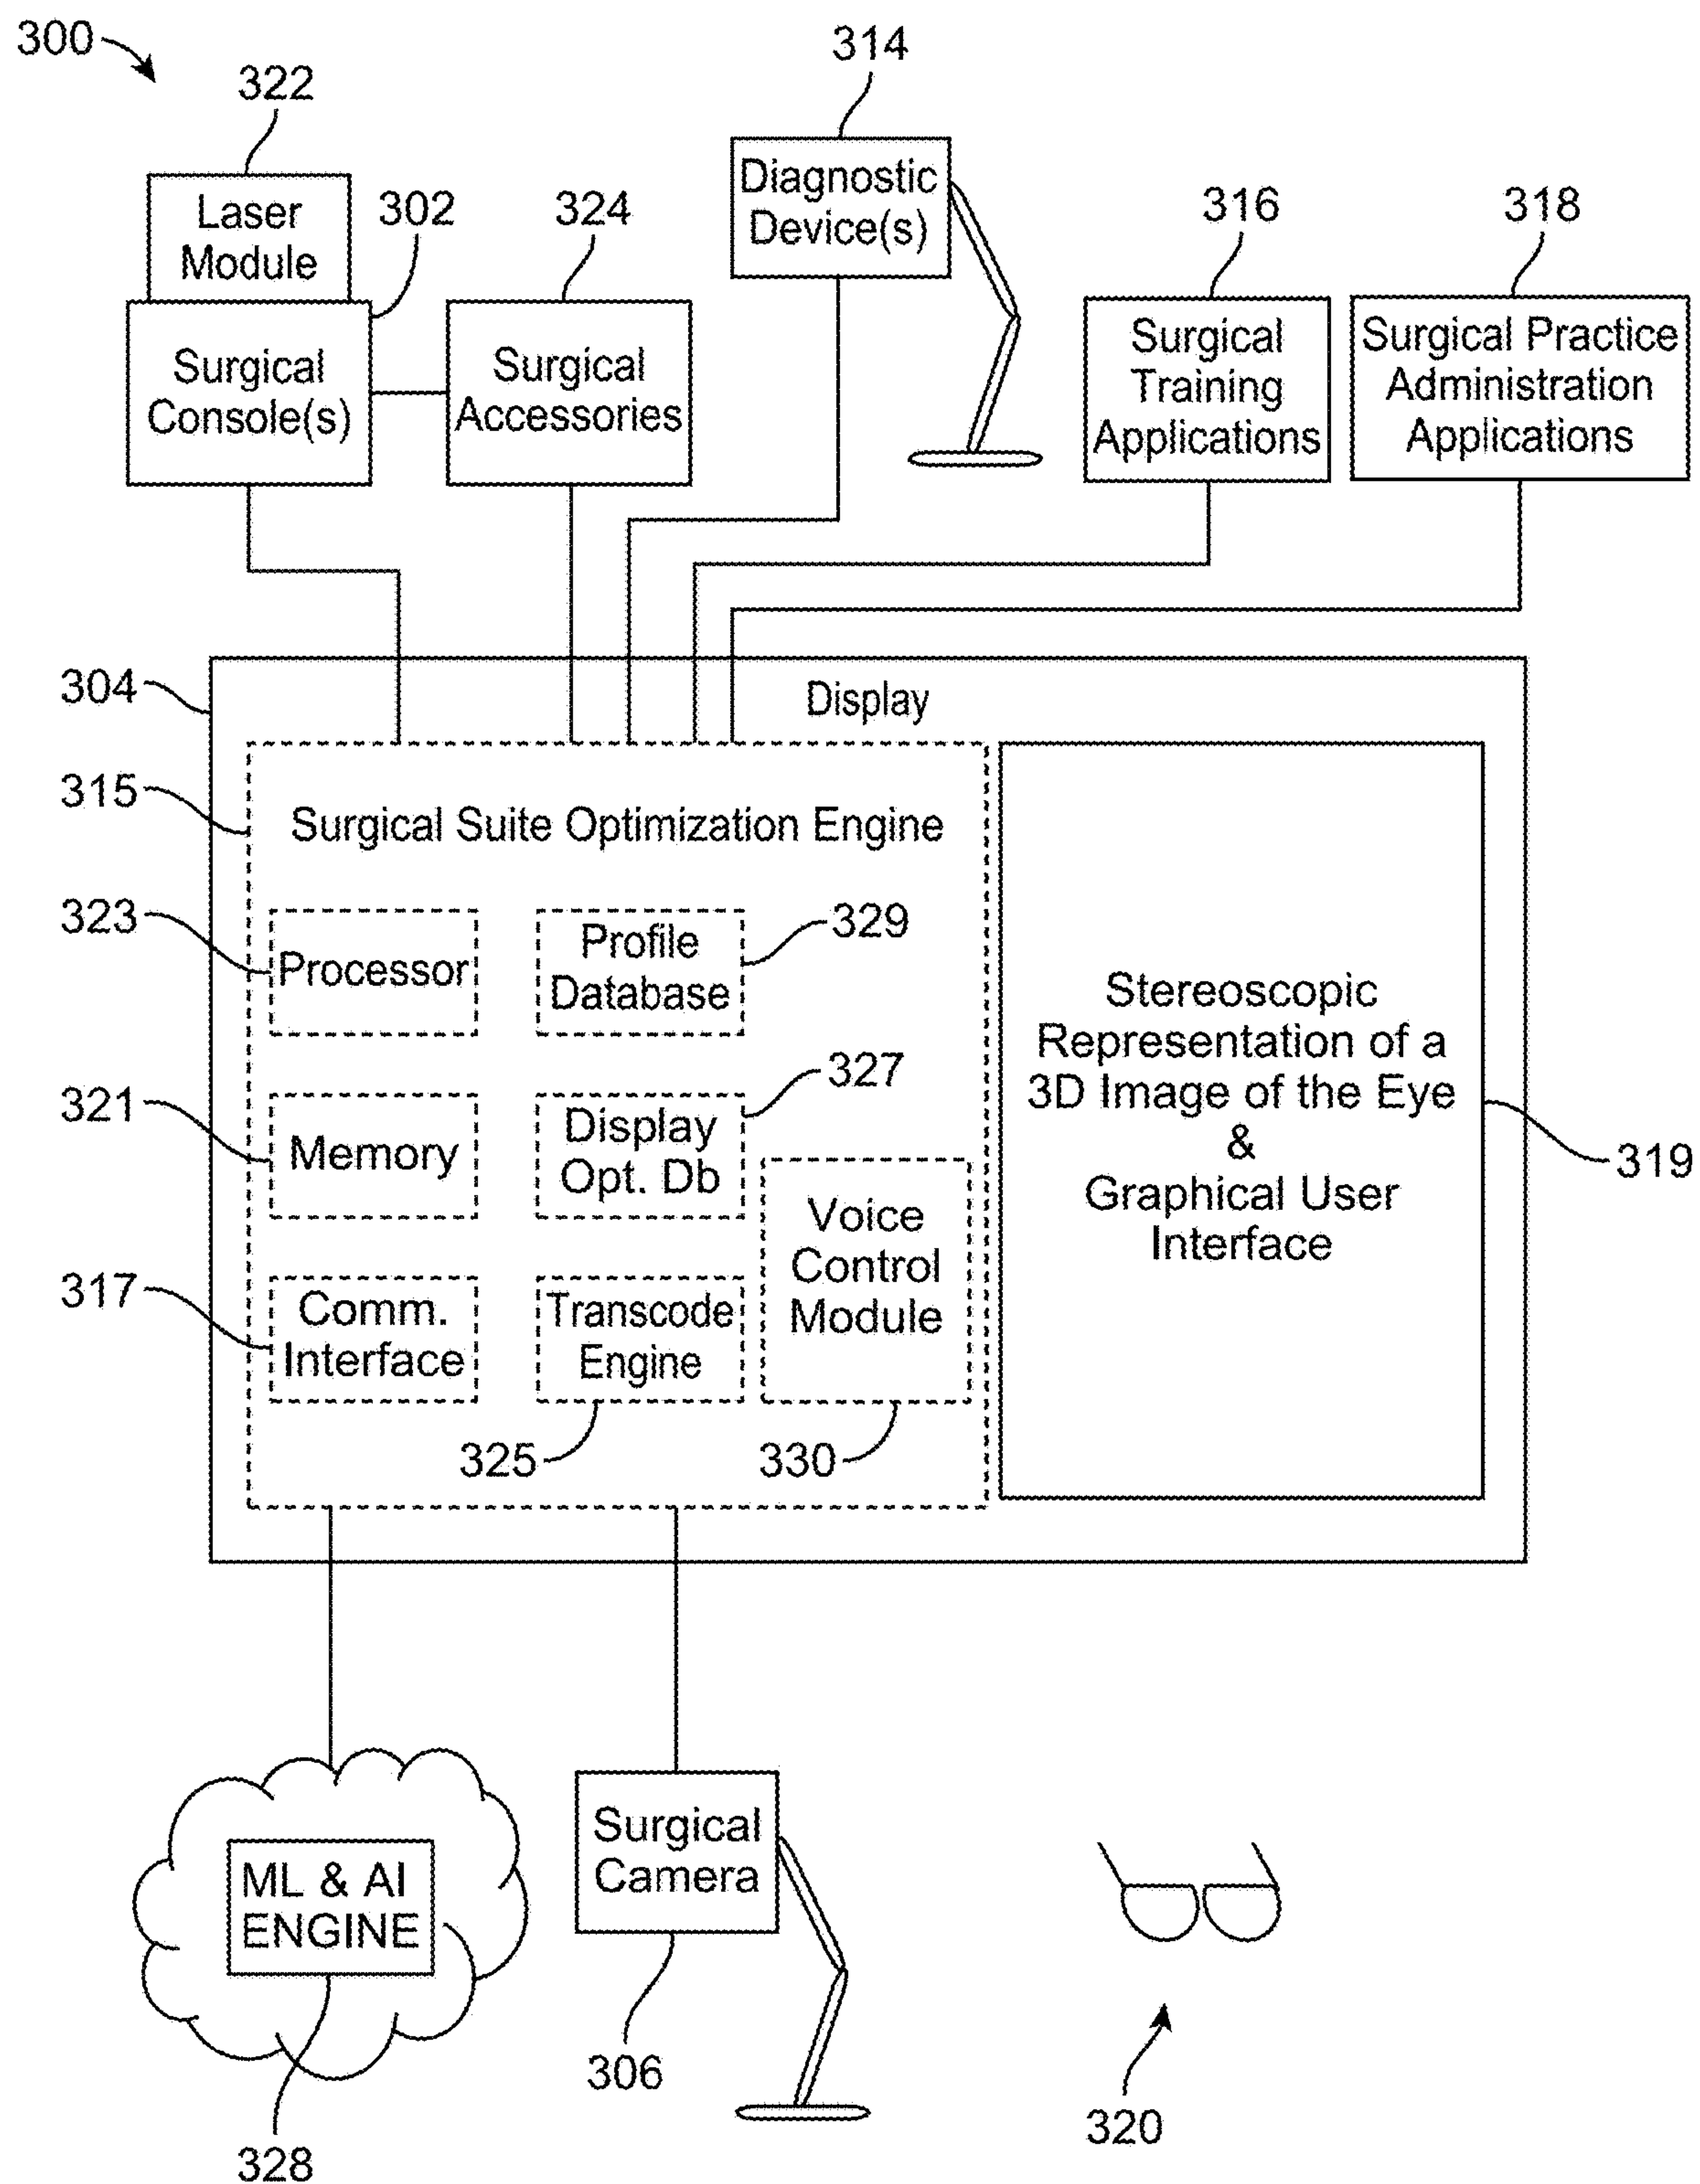 300
314
322
Laser
Module
302
324
Diagnostic
Device(s)
316
318
Surgical
Console(s)
Surgical
Accessories
Surgical
Training
Applications
Surgical Practice
Administration
Applications
304
Display
315
Surgical Suite Optimization Engine
323
Processor
Profile
Database
329
321
Memory
Display
Opt. Db
327
317
Comm.
Interface
Transcode
Engine
325
Voice
Control
Module
330
Stereoscopic
Representation of a
3D Image of the Eye
&
Graphical User
Interface
319
ML & AI
ENGINE
328
Surgical
Camera
306
320